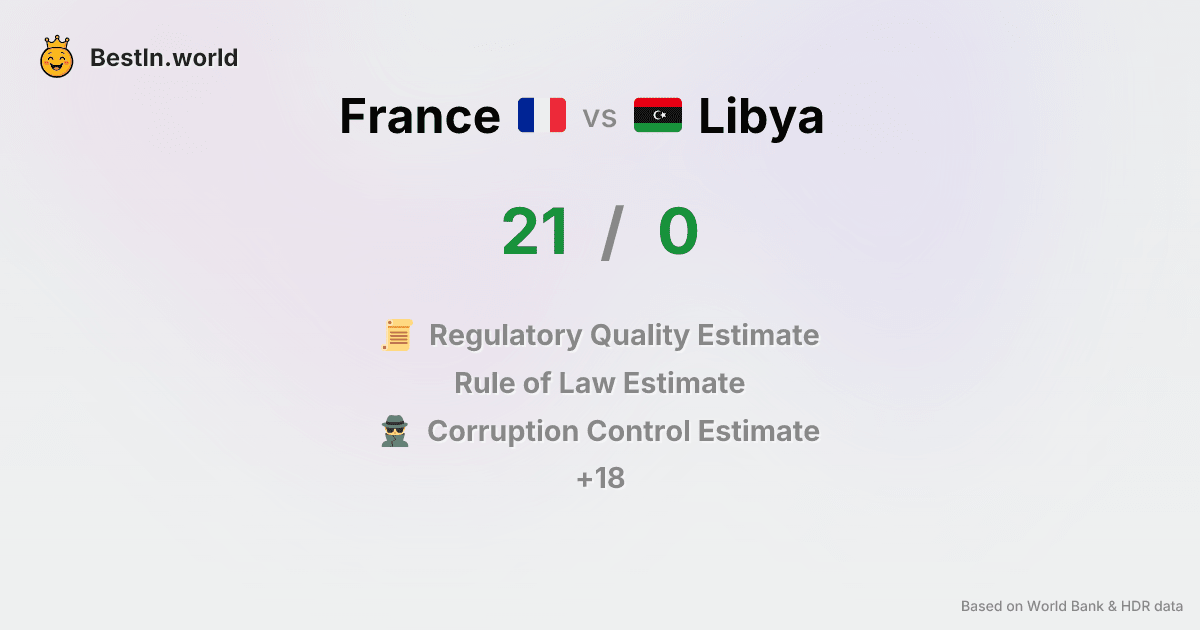 BestIn.world
France vs Libya
21 / 0
Regulatory Quality Estimate
Rule of Law Estimate
Corruption Control Estimate
+18
Based on World Bank & HDR data